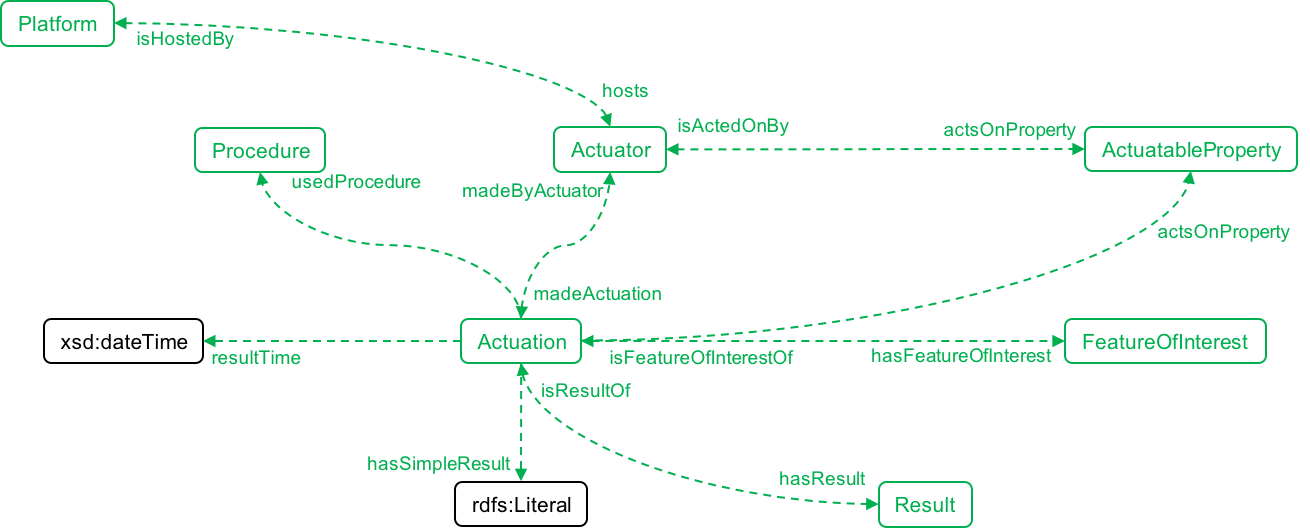 Platform
isHostedBy
hosts
isActedOnBy
actsOnProperty
Procedure
Actuator
ActuatableProperty
usedProcedure
madeByActuator
actsOnProperty
madeActuation
xsd:dateTime
Actuation
FeatureOfInterest
resultTime
isFeatureOfInterestOf
hasFeatureOfInterest
isResultOf
hasSimpleResult
hasResult
rdfs:Literal
Result